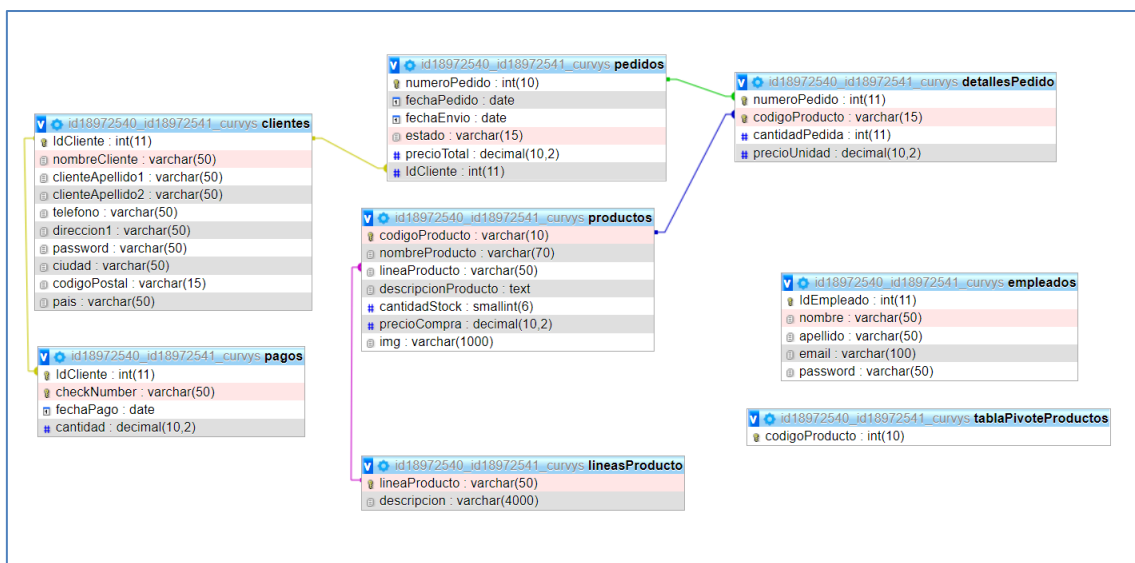 id18972540_id18972541_curvys clientes
IdCliente : int(11)
nombreCliente : varchar(50)
clienteApellido1 : varchar(50)
clienteApellido2 : varchar(50)
telefono : varchar(50)
direccion1 : varchar(50)
password : varchar(50)
ciudad : varchar(50)
codigoPostal : varchar(15)
pais : varchar(50)
id18972540_id18972541_curvys pagos
IdCliente : int(11)
checkNumber : varchar(50)
fechaPago : date
cantidad : decimal(10,2)
id18972540_id18972541_curvys pedidos
numeroPedido : int(10)
fechaPedido : date
fechaEnvio : date
estado : varchar(15)
precioTotal : decimal(10,2)
IdCliente : int(11)
id18972540_id18972541_curvys productos
codigoProducto : varchar(10)
nombreProducto : varchar(70)
lineaProducto : varchar(50)
descripcionProducto : text
cantidadStock : smallint(6)
precioCompra : decimal(10,2)
img : varchar(1000)
id18972540_id18972541_curvys lineasProducto
lineaProducto : varchar(50)
descripcion : varchar(4000)
id18972540_id18972541_curvys detallesPedido
numeroPedido : int(11)
codigoProducto : varchar(15)
cantidadPedida : int(11)
precioUnidad : decimal(10,2)
id18972540_id18972541_curvys empleados
IdEmpleado : int(11)
nombre : varchar(50)
apellido : varchar(50)
email : varchar(100)
password : varchar(50)
id18972540_id18972541_curvys tablaPivoteProductos
codigoProducto : int(10)